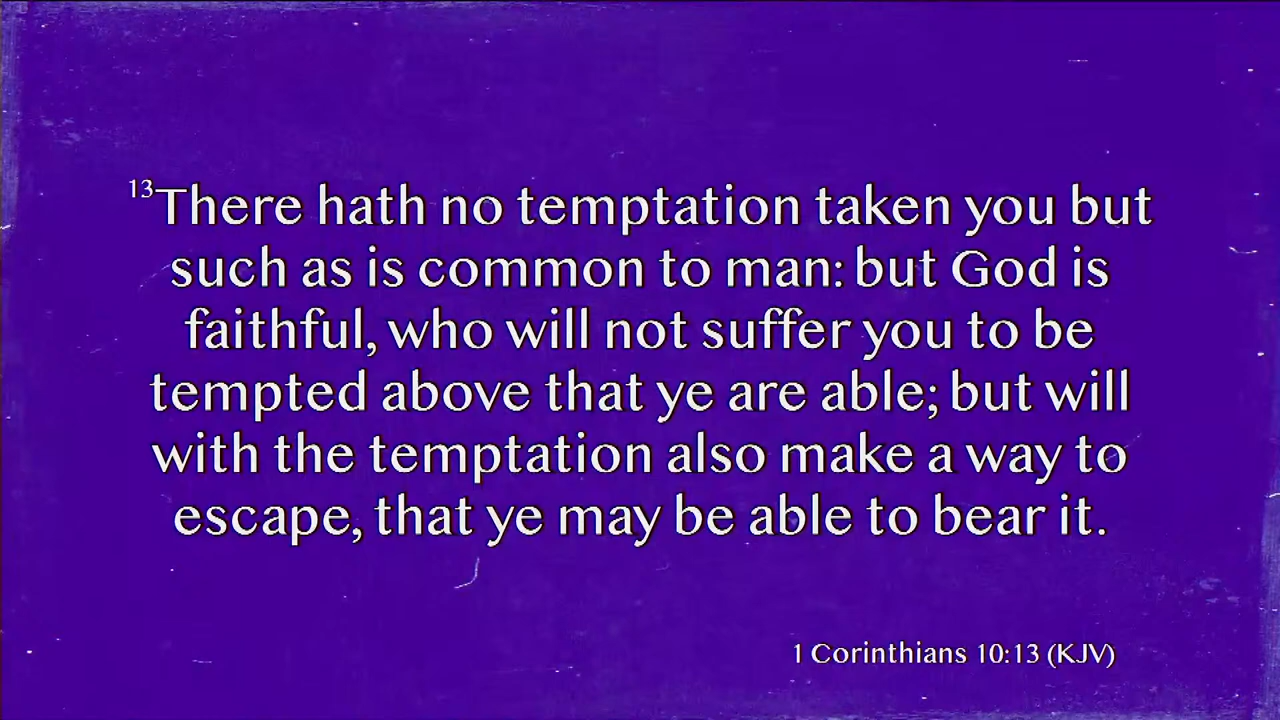 13There hath no temptation taken you but
such as is common to man: but God is
faithful, who will not suffer you to be
tempted above that ye are able; but will
with the temptation also make a way to
escape, that ye may be able to bear it.
1 Corinthians 10:13 (KJV)